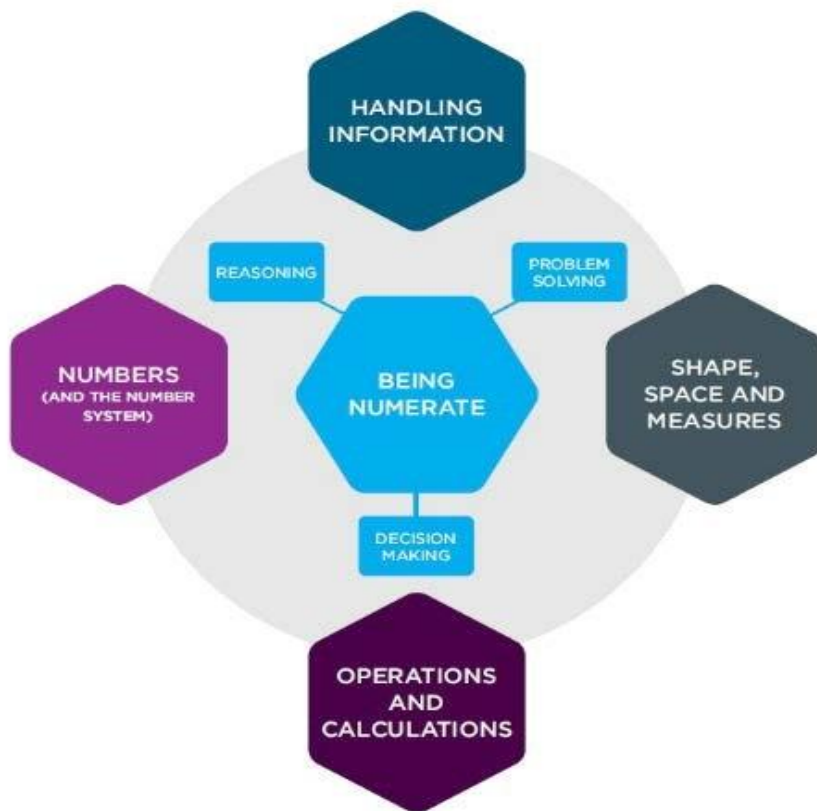 HANDLING
INFORMATION
REASONING
PROBLEM
SOLVING
NUMBERS
(AND THE NUMBER
SYSTEM)
BEING
NUMERATE
SHAPE,
SPACE AND
MEASURES
DECISION
MAKING
OPERATIONS
AND
CALCULATIONS